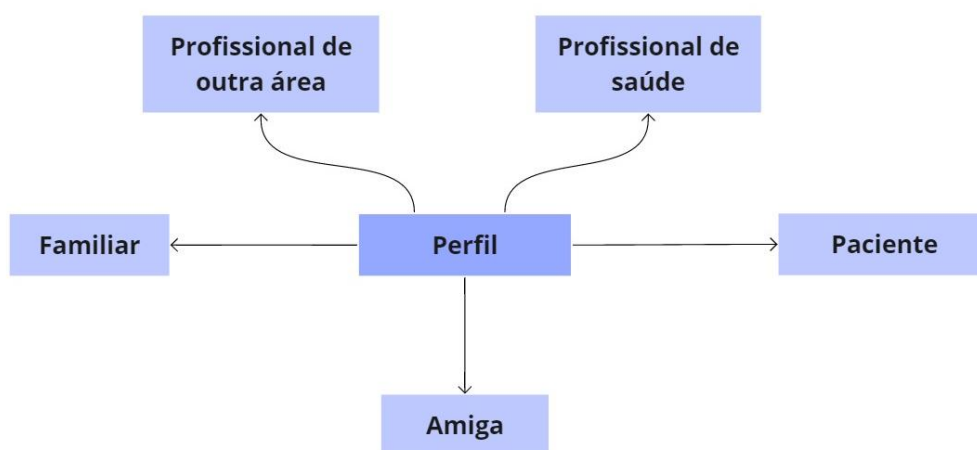 Profissional de
outra área
Profissional de
saúde
Familiar
Perfil
Paciente
Amiga